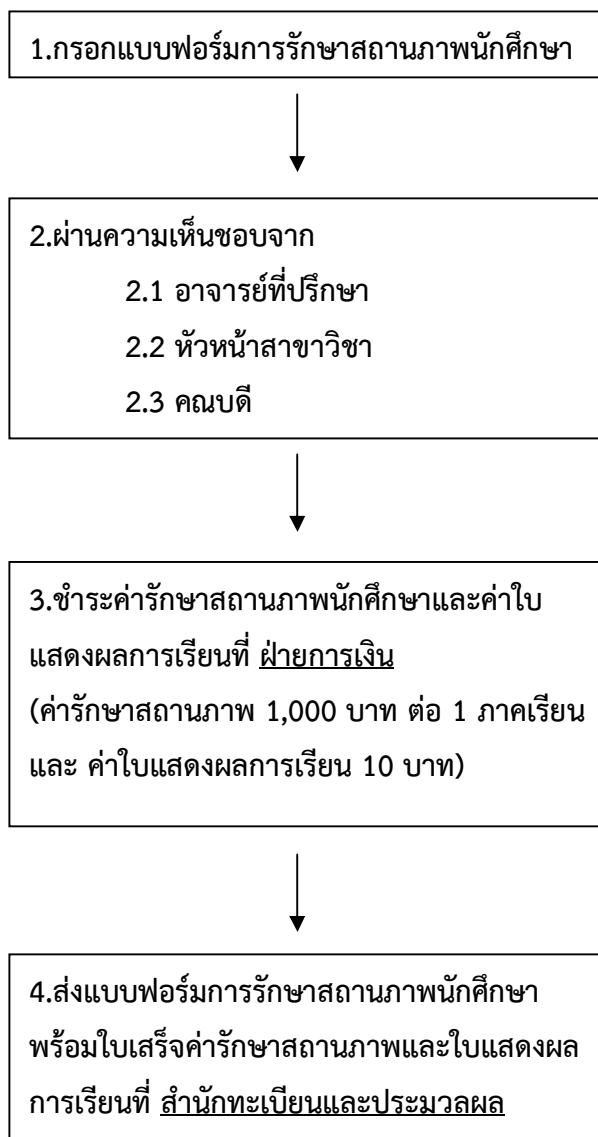 1.กรอกแบบฟอร์มการรักษาสถานภาพนักศึกษา
2.ผ่านความเห็นชอบจาก
2.1 อาจารย์ที่ปรึกษา
2.2 หัวหน้าสาขาวิชา
2.3 คณบดี
3.ชำระค่ารักษาสถานภาพนักศึกษาและค่าใบ
แสดงผลการเรียนที่ ฝ่ายการเงิน
(ค่ารักษาสถานภาพ 1,000 บาท ต่อ 1 ภาคเรียน
และ ค่าใบแสดงผลการเรียน 10 บาท)
4.ส่งแบบฟอร์มการรักษาสถานภาพนักศึกษา
พร้อมใบเสร็จค่ารักษาสถานภาพและใบแสดงผล
การเรียนที่ สำนักทะเบียนและประมวลผล